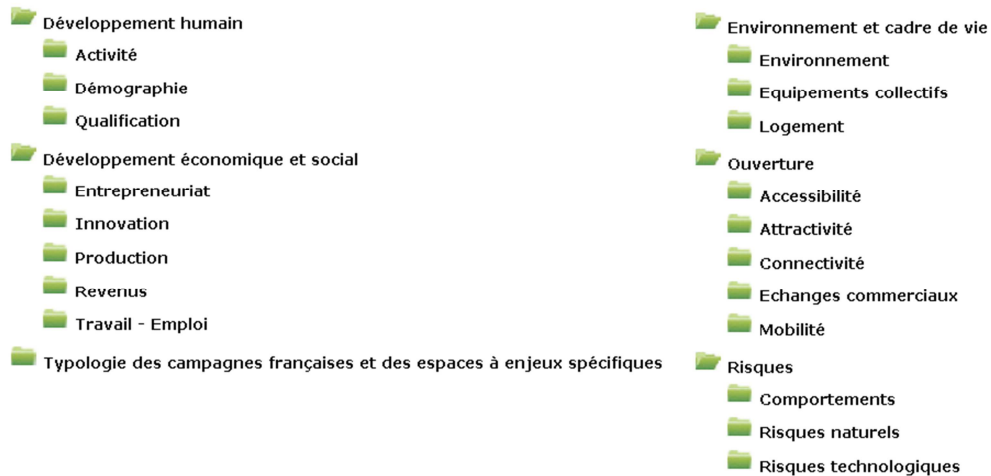 Développement humain
Activité
Démographie
Qualification
Développement économique et social
Entrepreneuriat
Innovation
Production
Revenus
Travail - Emploi
Typologie des campagnes françaises et des espaces à enjeux spécifiques
Environnement et cadre de vie
Environnement
Equipements collectifs
Logement
Ouverture
Accessibilité
Attractivité
Connectivité
Echanges commerciaux
Mobilité
Risques
Comportements
Risques naturels
Risques technologiques